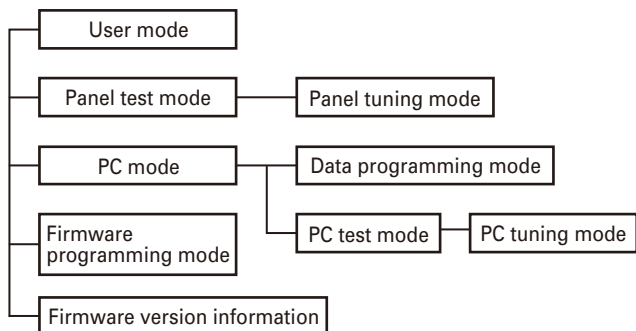 User mode
Panel test mode
Panel tuning mode
PC mode
Data programming mode
PC test mode
PC tuning mode
Firmware
programming mode
Firmware version information